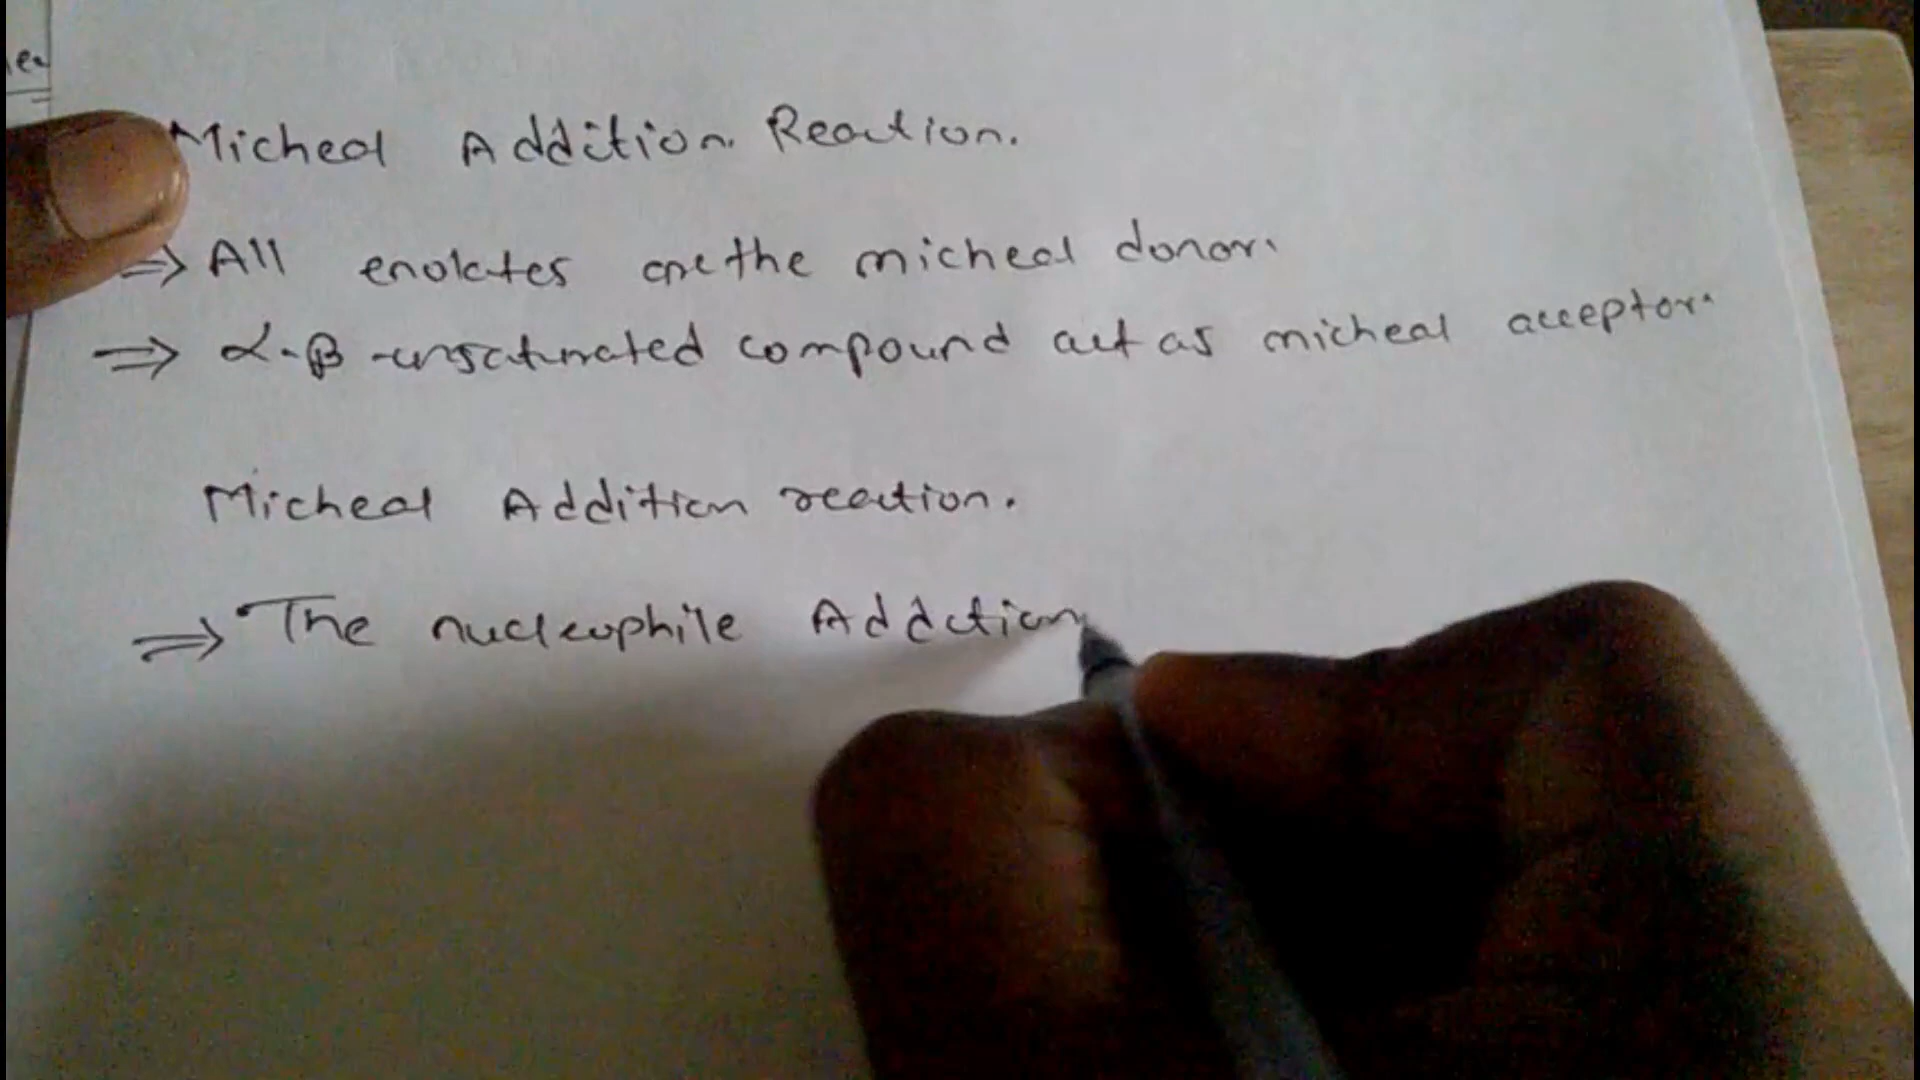 Micheal Addition Reaction.
⇒ All enolates are the micheal donor.
⇒ α-β-unsaturated compound act as micheal acceptor.
Micheal Addition reaction.
⇒ The nucleophile Addition